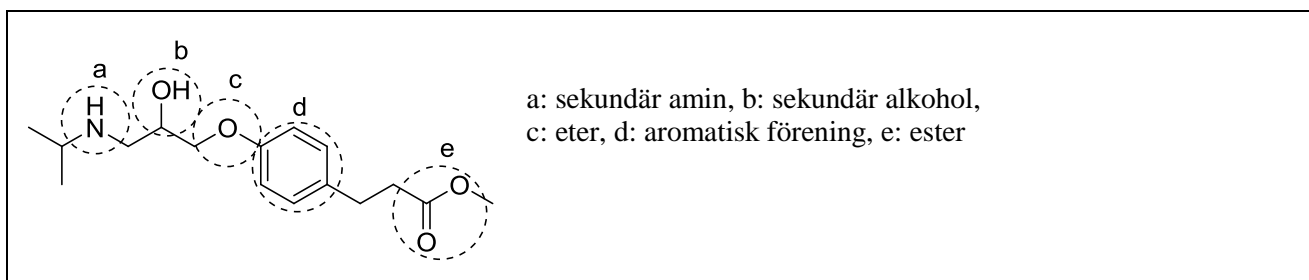 b
a
c
OH
H
N
d
O
e
O
O
a: sekundär amin, b: sekundär alkohol,
c: eter, d: aromatisk förening, e: ester